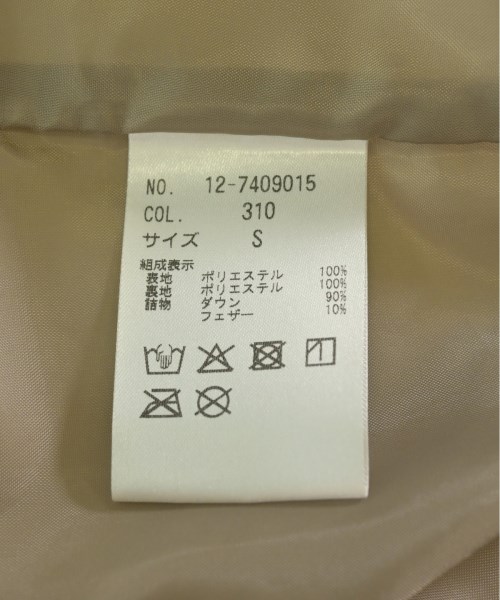 NO. 12-7409015
COL. 310
サイズ S
組成表示
表地 ポリエステル 100%
裏地 ポリエステル 100%
詰物 ダウン 90%
フェザー 10%